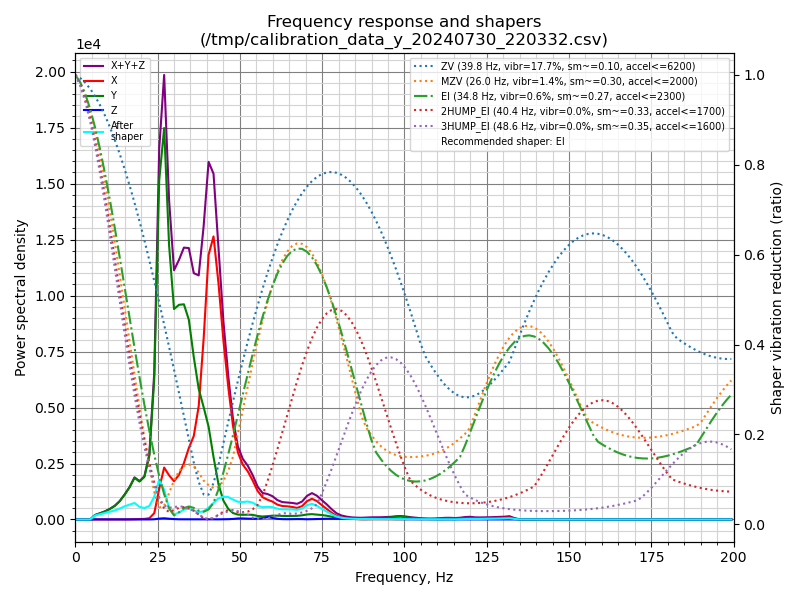 Frequency response and shapers
(/tmp/calibration_data_y_20240730_220332.csv)
1e4
X+Y+Z
X
Y
Z
After
shaper
ZV (39.8 Hz, vibr=17.7%, sm~=0.10, accel<=6200)
MZV (26.0 Hz, vibr=1.4%, sm~=0.30, accel<=2000)
EI (34.8 Hz, vibr=0.6%, sm~=0.27, accel<=2300)
2HUMP_EI (40.4 Hz, vibr=0.0%, sm~=0.33, accel<=1700)
3HUMP_EI (48.6 Hz, vibr=0.0%, sm~=0.35, accel<=1600)
Recommended shaper: EI
Power spectral density
2.00
1.75
1.50
1.25
1.00
0.75
0.50
0.25
0.00
1.0
0.8
0.6
0.4
0.2
0.0
Shaper vibration reduction (ratio)
0 25 50 75 100 125 150 175 200
Frequency, Hz